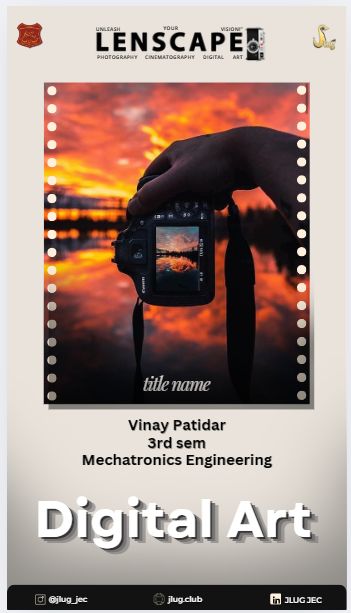 UNLEASH YOUR VISION!"
LENSCAPE
PHOTOGRAPHY CINEMATOGRAPHY DIGITAL ART
title name
Vinay Patidar
3rd sem
Mechatronics Engineering
Digital Art
@jlug_jec jlug.club JLUG JEC